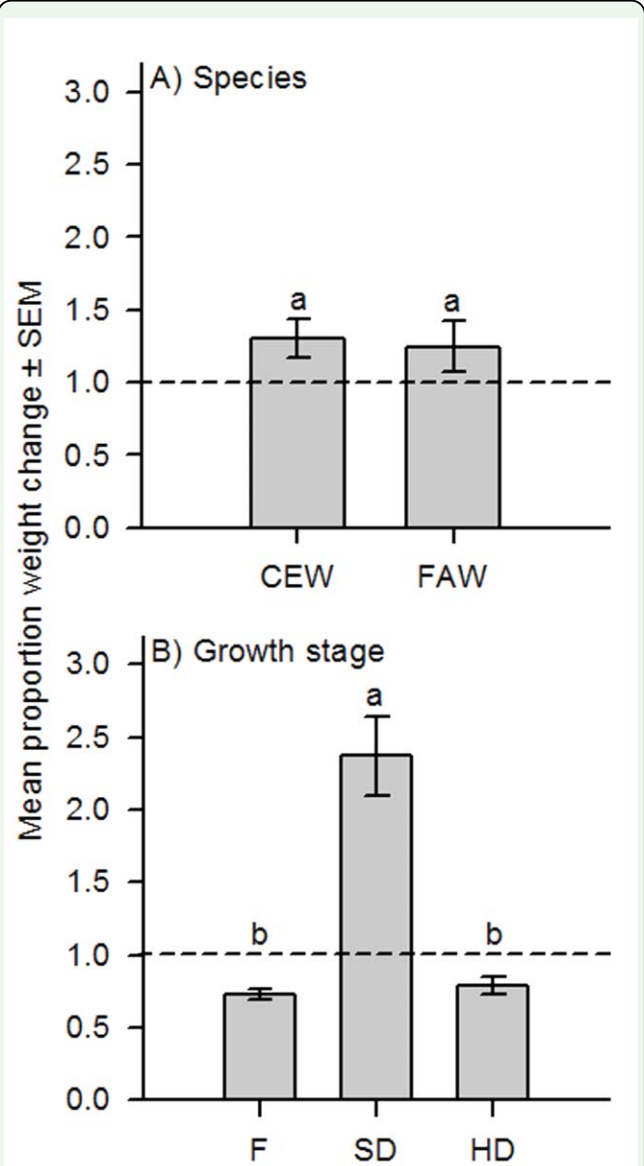 A) Species
3.0
2.5
2.0
1.5
1.0
0.5
0.0
a a
CEW FAW
Mean proportion weight change ± SEM
B) Growth stage
3.0
2.5
2.0
1.5
1.0
0.5
0.0
a
b b
F SD HD